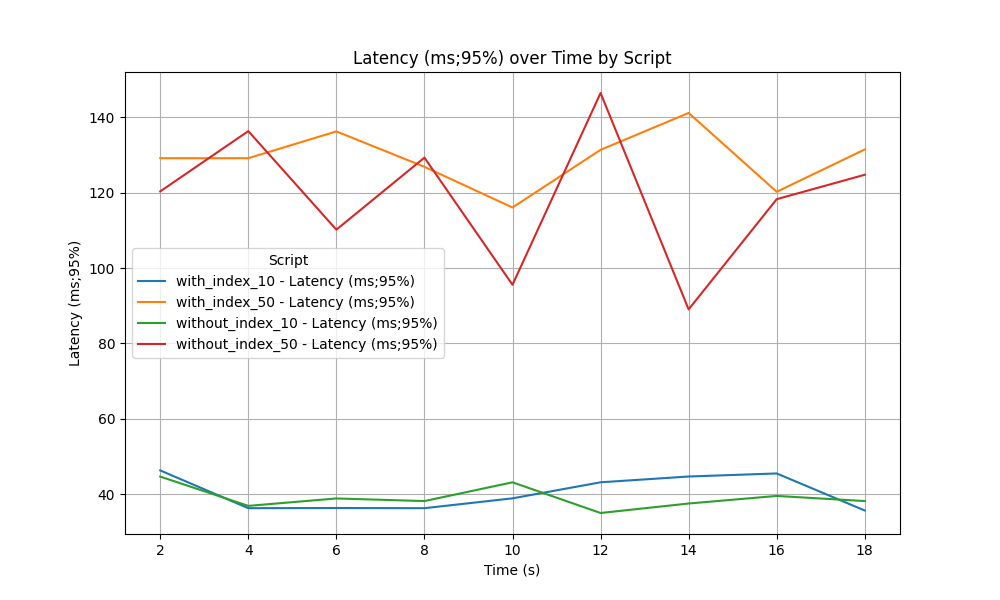 Latency (ms;95%) over Time by Script
Latency (ms;95%)
140
120
100
80
60
40
Script
with_index_10 - Latency (ms;95%)
with_index_50 - Latency (ms;95%)
without_index_10 - Latency (ms;95%)
without_index_50 - Latency (ms;95%)
2 4 6 8 10 12 14 16 18
Time (s)